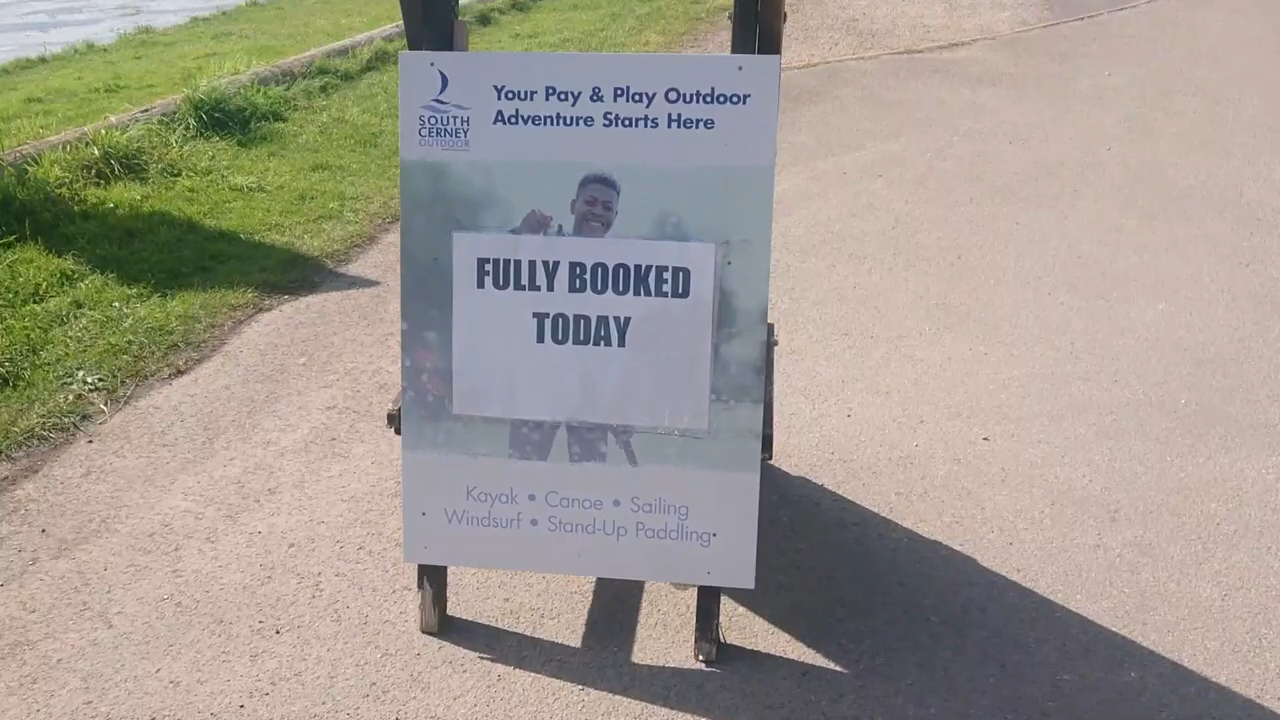 SOUTH
CERNEY
OUTDOOR
Your Pay & Play Outdoor
Adventure Starts Here
FULLY BOOKED
TODAY
Kayak • Canoe • Sailing
Windsurf • Stand-Up Paddling